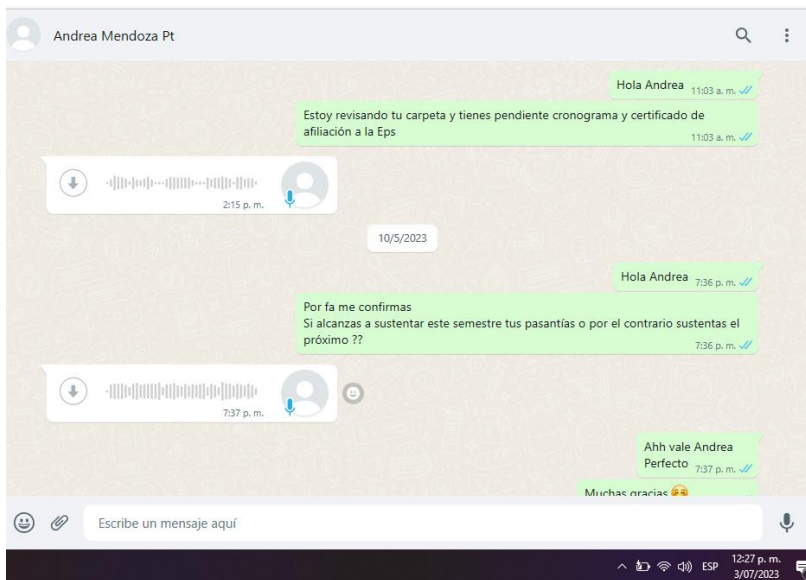 Andrea Mendoza Pt
Hola Andrea 11:03 a. m.
Estoy revisando tu carpeta y tienes pendiente cronograma y certificado de
afiliación a la Eps
11:03 a. m.
2:15 p. m.
10/5/2023
Hola Andrea 7:36 p. m.
Por fa me confirmas
Si alcanzas a sustentar este semestre tus pasantías o por el contrario sustentas el
próximo ??
7:36 p. m.
7:37 p. m.
Ahh vale Andrea
Perfecto 7:37 p. m.
Muchas gracias
Escribe un mensaje aquí
ESP
12:27 p. m.
3/07/2023